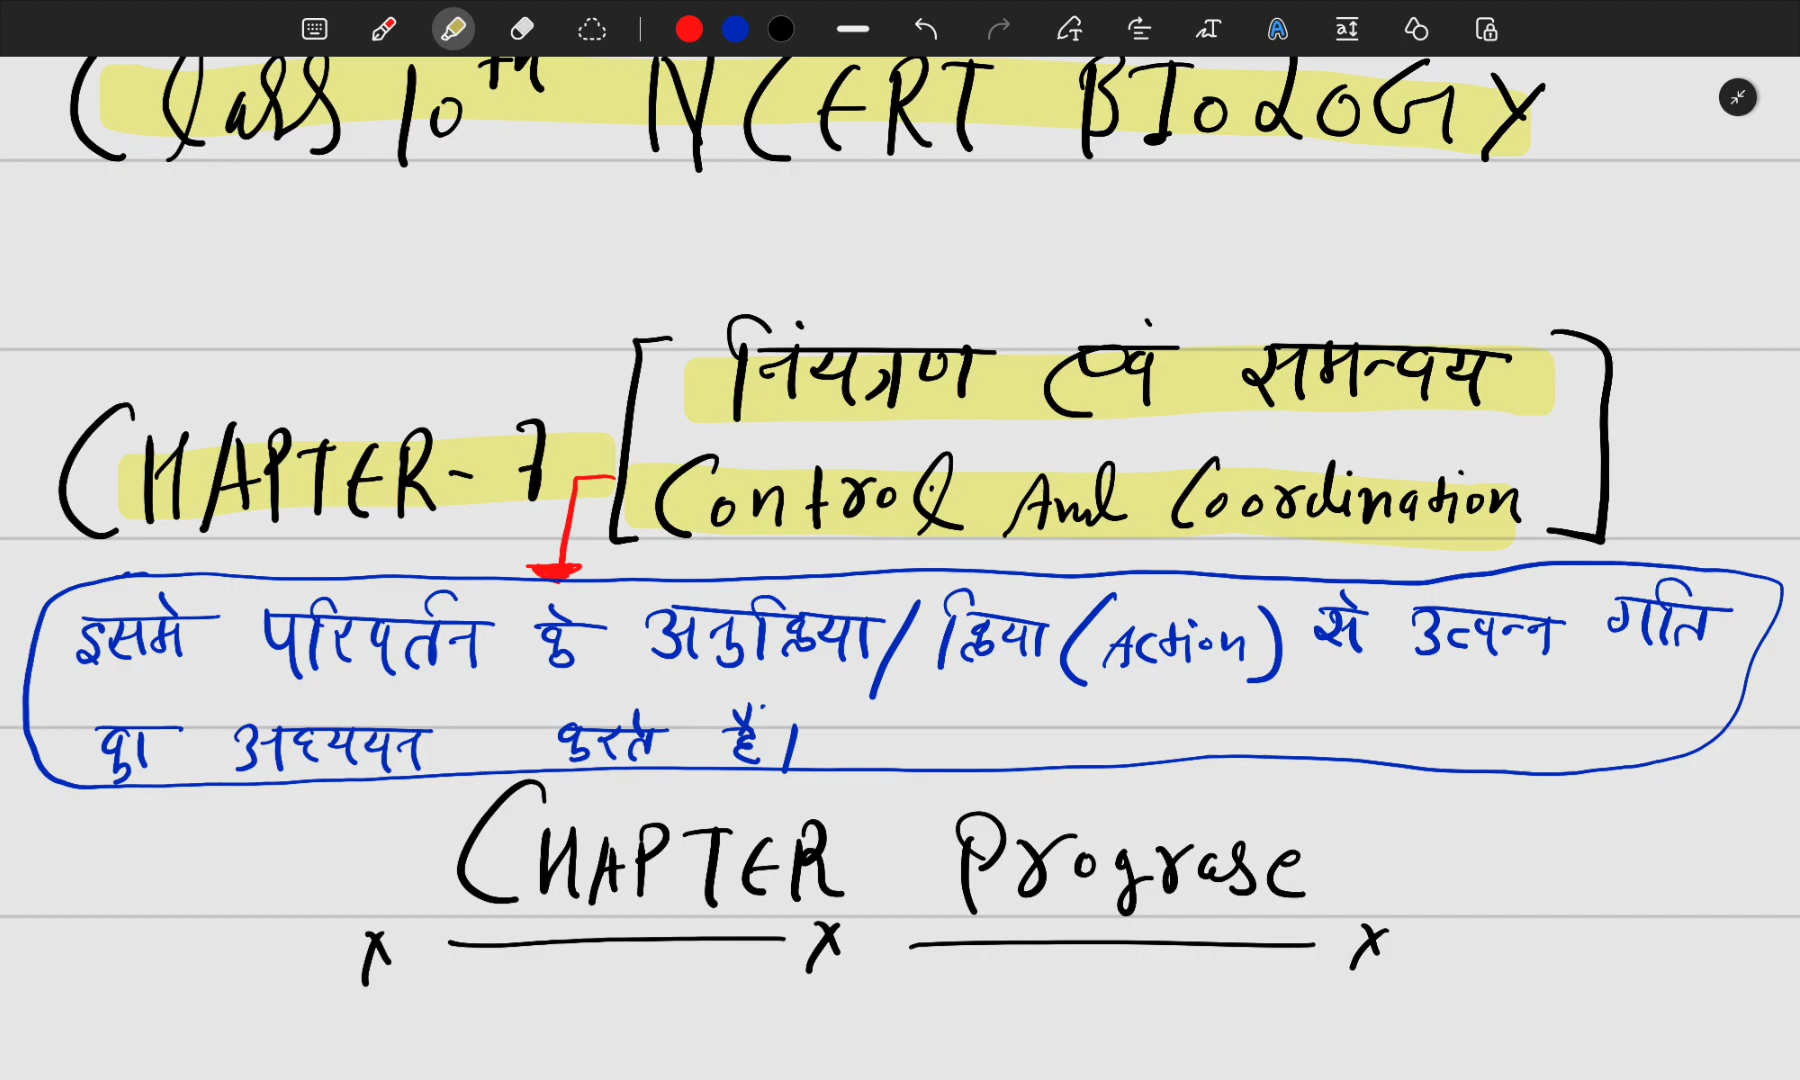 Class 10th NCERT BIOLOGY
नियंत्रण एवं समन्वय
CHAPTER - 7
Control And Coordination
इसमे परिवर्तन के अनुक्रिया / क्रिया (Action) से उत्पन्न गति
का अध्ययन करते हैं।
CHAPTER Prograse
x x x